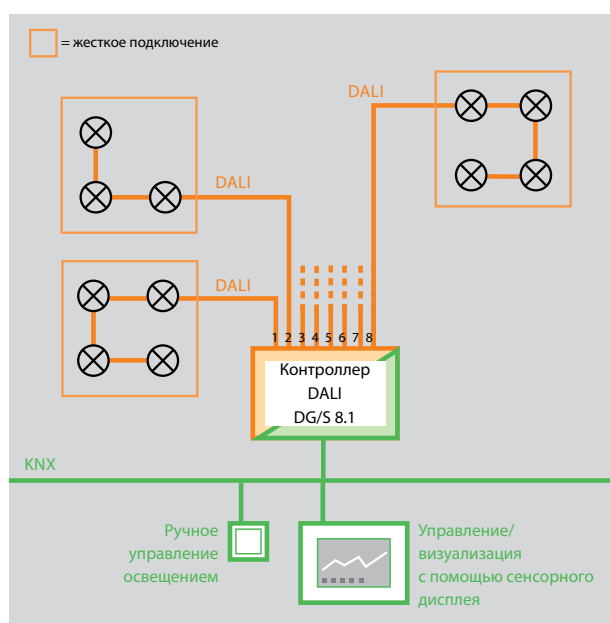 = жесткое подключение
DALI
DALI
DALI
1 2 3 4 5 6 7 8
Контроллер
DALI
DG/S 8.1
KNX
Ручное
управление
освещением
Управление/
визуализация
с помощью сенсорного
дисплея